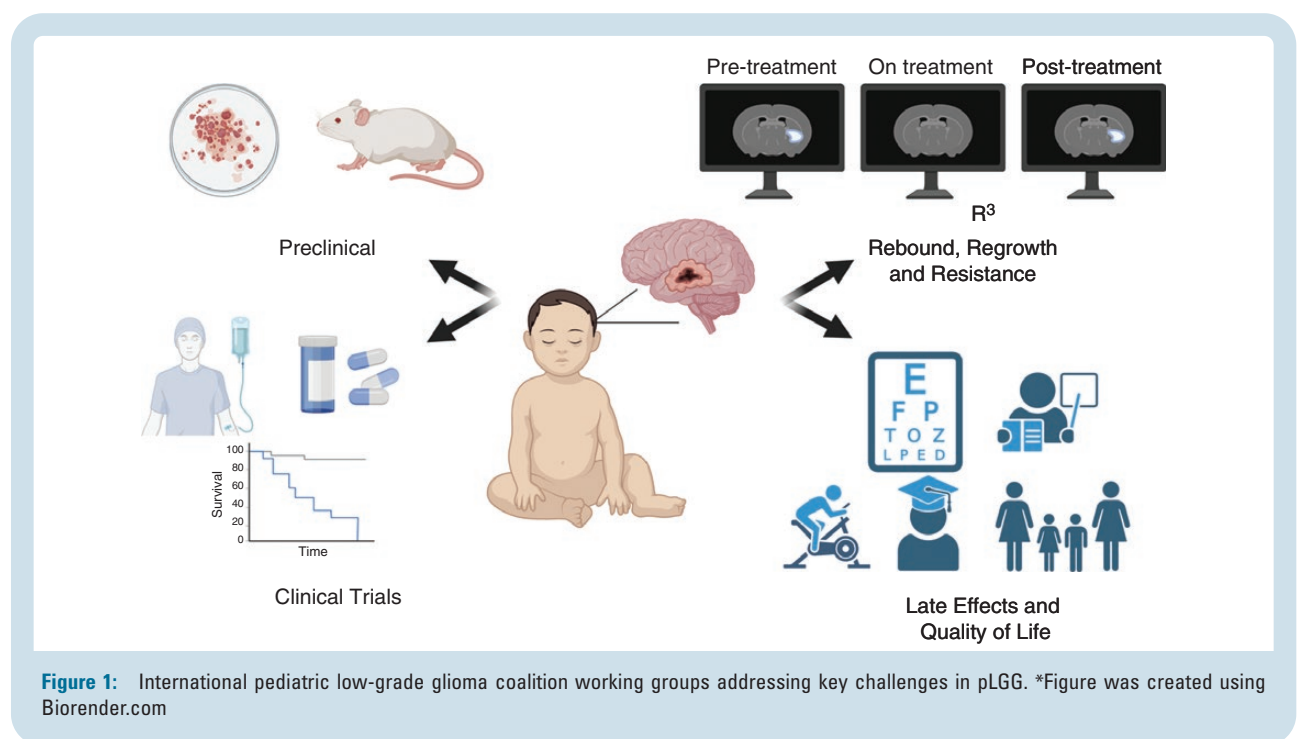 Pre-treatment On treatment Post-treatment
R³
Rebound, Regrowth
and Resistance
Preclinical
E
F P
T O Z
L P E D
100
80
60
40
20
0
Survival
Time
Clinical Trials
Late Effects and
Quality of Life
Figure 1: International pediatric low-grade glioma coalition working groups addressing key challenges in pLGG. *Figure was created using
Biorender.com